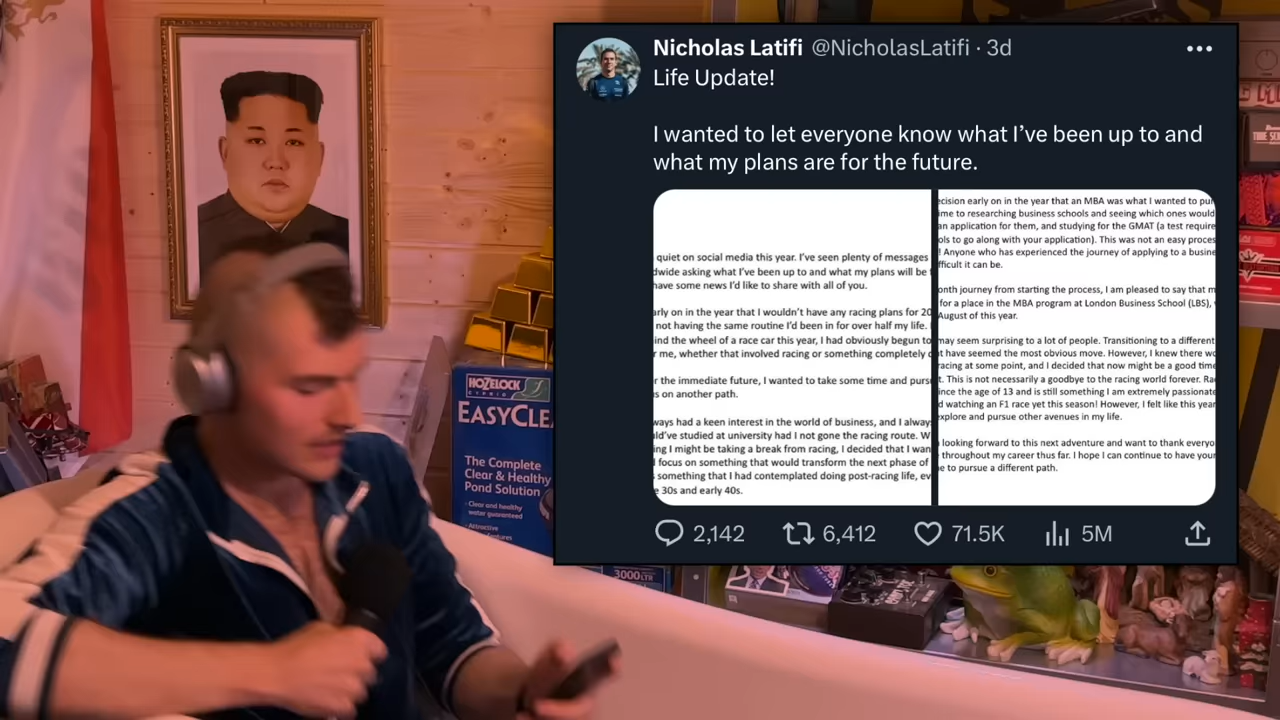 Nicholas Latifi @NicholasLatifi · 3d
Life Update!
I wanted to let everyone know what I've been up to and
what my plans are for the future.
quiet on social media this year. I've seen plenty of messages
dwide asking what I've been up to and what my plans will be
have some news I'd like to share with all of you.
arly on in the year that I wouldn't have any racing plans for 20
not having the same routine I'd been in for over half my life.
ind the wheel of a race car this year, I had obviously begun to
r me, whether that involved racing or something completely
r the immediate future, I wanted to take some time and purs
s on another path.
ways had a keen interest in the world of business, and I alway
ld've studied at university had I not gone the racing route. W
ing I might be taking a break from racing, I decided that I wan
focus on something that would transform the next phase of
something that I had contemplated doing post-racing life, ev
e 30s and early 40s.
ecision early on in the year that an MBA was what I wanted to pur
ime to researching business schools and seeing which ones would
an application for them, and studying for the GMAT (a test require
ols to go along with your application). This was not an easy proces
! Anyone who has experienced the journey of applying to a busine
fficult it can be.
onth journey from starting the process, I am pleased to say that m
for a place in the MBA program at London Business School (LBS),
August of this year.
may seem surprising to a lot of people. Transitioning to a different
t have seemed the most obvious move. However, I knew there wo
racing at some point, and I decided that now might be a good time
t. This is not necessarily a goodbye to the racing world forever. Ra
ince the age of 13 and is still something I am extremely passionate
d watching an F1 race yet this season! However, I felt like this year
explore and pursue other avenues in my life.
looking forward to this next adventure and want to thank everyo
throughout my career thus far. I hope I can continue to have your
e to pursue a different path.
2,142 6,412 71.5K 5M
HOZELOCK
CYPRIO
EASYCLE
The Complete
Clear & Healthy
Pond Solution
Clear and healthy
water guaranteed
Attractive
features
3000LTR